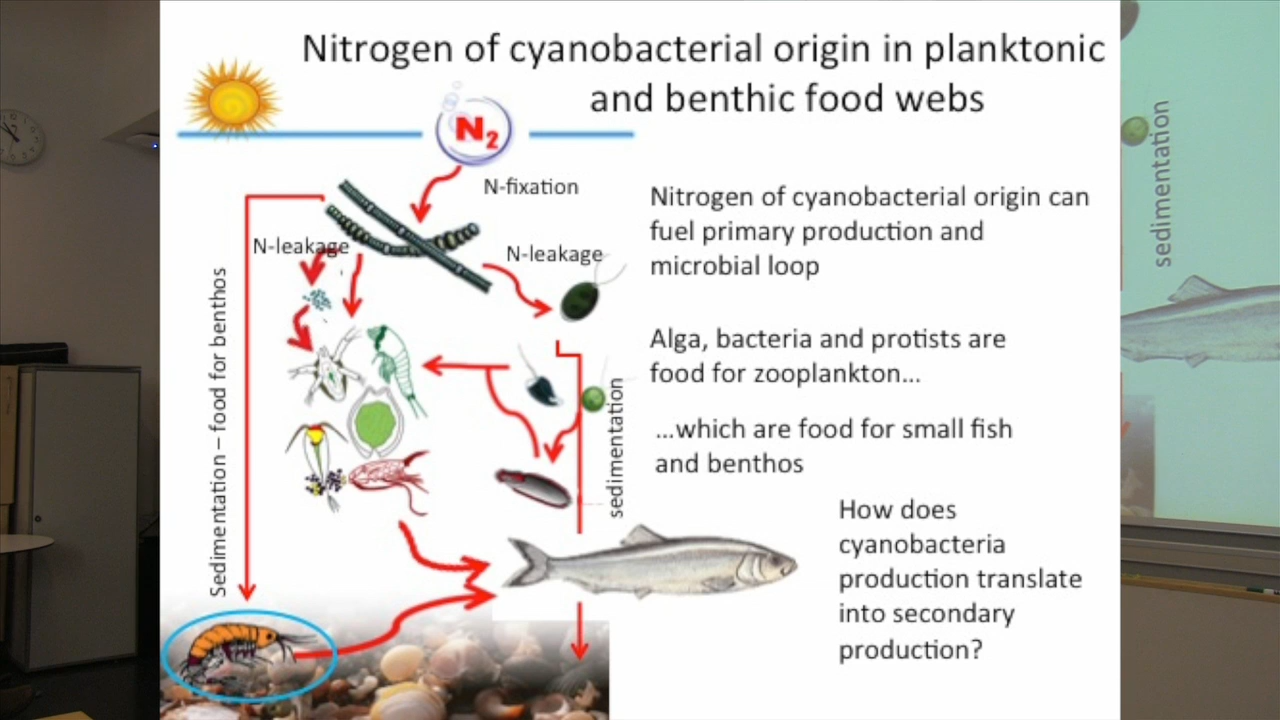 Nitrogen of cyanobacterial origin in planktonic
and benthic food webs
N₂
N-fixation
N-leakage
N-leakage
Sedimentation – food for benthos
sedimentation
Nitrogen of cyanobacterial origin can
fuel primary production and
microbial loop
Alga, bacteria and protists are
food for zooplankton...
...which are food for small fish
and benthos
How does
cyanobacteria
production translate
into secondary
production?
sedimentation